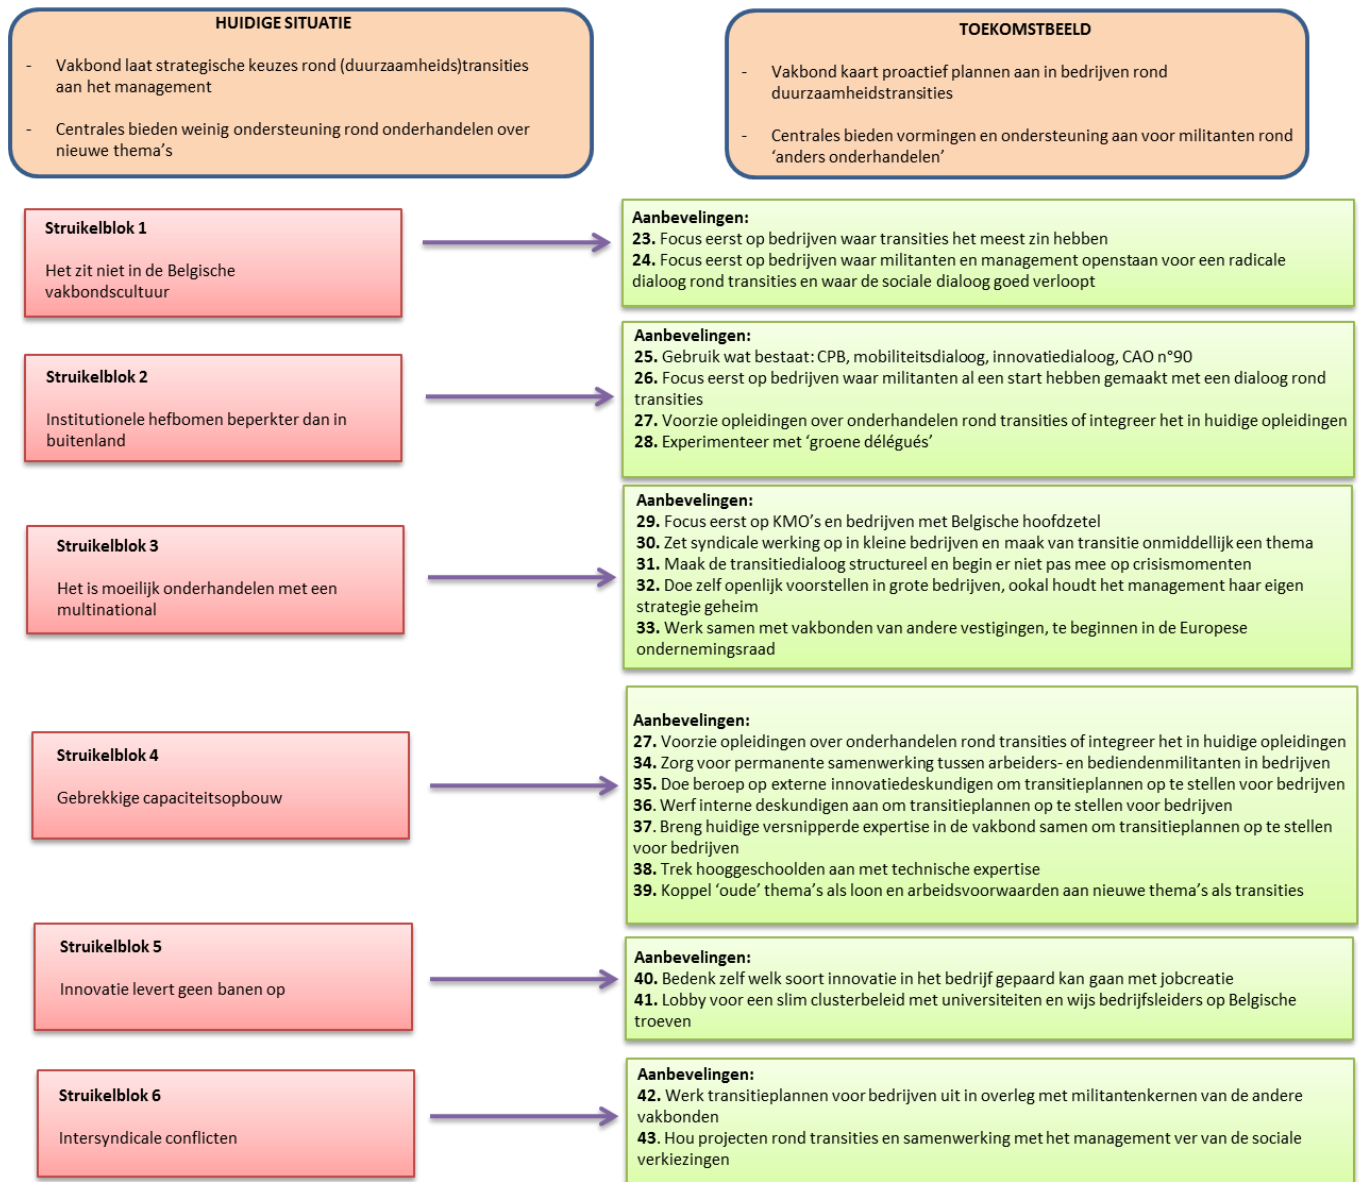 HUIDIGE SITUATIE
- Vakbond laat strategische keuzes rond (duurzaamheids)transities
aan het management
- Centrales bieden weinig ondersteuning rond onderhandelen over
nieuwe thema's
TOEKOMSTBEELD
- Vakbond kaart proactief plannen aan in bedrijven rond
duurzaamheidstransities
- Centrales bieden vormingen en ondersteuning aan voor militanten rond
‘anders onderhandelen’
Struikelblok 1
Het zit niet in de Belgische
vakbondscultuur
Aanbevelingen:
23. Focus eerst op bedrijven waar transities het meest zin hebben
24. Focus eerst op bedrijven waar militanten en management openstaan voor een radicale
dialoog rond transities en waar de sociale dialoog goed verloopt
Struikelblok 2
Institutionele hefbomen beperkter dan in
buitenland
Aanbevelingen:
25. Gebruik wat bestaat: CPB, mobiliteitsdialoog, innovatiedialoog, CAO n°90
26. Focus eerst op bedrijven waar militanten al een start hebben gemaakt met een dialoog rond
transities
27. Voorzie opleidingen over onderhandelen rond transities of integreer het in huidige opleidingen
28. Experimenteer met ‘groene délégués’
Struikelblok 3
Het is moeilijk onderhandelen met een
multinational
Aanbevelingen:
29. Focus eerst op KMO's en bedrijven met Belgische hoofdzetel
30. Zet syndicale werking op in kleine bedrijven en maak van transitie onmiddellijk een thema
31. Maak de transitiedialoog structureel en begin er niet pas mee op crisismomenten
32. Doe zelf openlijk voorstellen in grote bedrijven, ookal houdt het management haar eigen
strategie geheim
33. Werk samen met vakbonden van andere vestigingen, te beginnen in de Europese
ondernemingsraad
Struikelblok 4
Gebrekkige capaciteitsopbouw
Aanbevelingen:
27. Voorzie opleidingen over onderhandelen rond transities of integreer het in huidige opleidingen
34. Zorg voor permanente samenwerking tussen arbeiders- en bediendenmilitanten in bedrijven
35. Doe beroep op externe innovatiedeskundigen om transitieplannen op te stellen voor bedrijven
36. Werf interne deskundigen aan om transitieplannen op te stellen voor bedrijven
37. Breng huidige versnipperde expertise in de vakbond samen om transitieplannen op te stellen
voor bedrijven
38. Trek hooggeschoolden aan met technische expertise
39. Koppel ‘oude’ thema's als loon en arbeidsvoorwaarden aan nieuwe thema's als transities
Struikelblok 5
Innovatie levert geen banen op
Aanbevelingen:
40. Bedenk zelf welk soort innovatie in het bedrijf gepaard kan gaan met jobcreatie
41. Lobby voor een slim clusterbeleid met universiteiten en wijs bedrijfsleiders op Belgische
troeven
Struikelblok 6
Intersyndicale conflicten
Aanbevelingen:
42. Werk transitieplannen voor bedrijven uit in overleg met militantenkernen van de andere
vakbonden
43. Hou projecten rond transities en samenwerking met het management ver van de sociale
verkiezingen